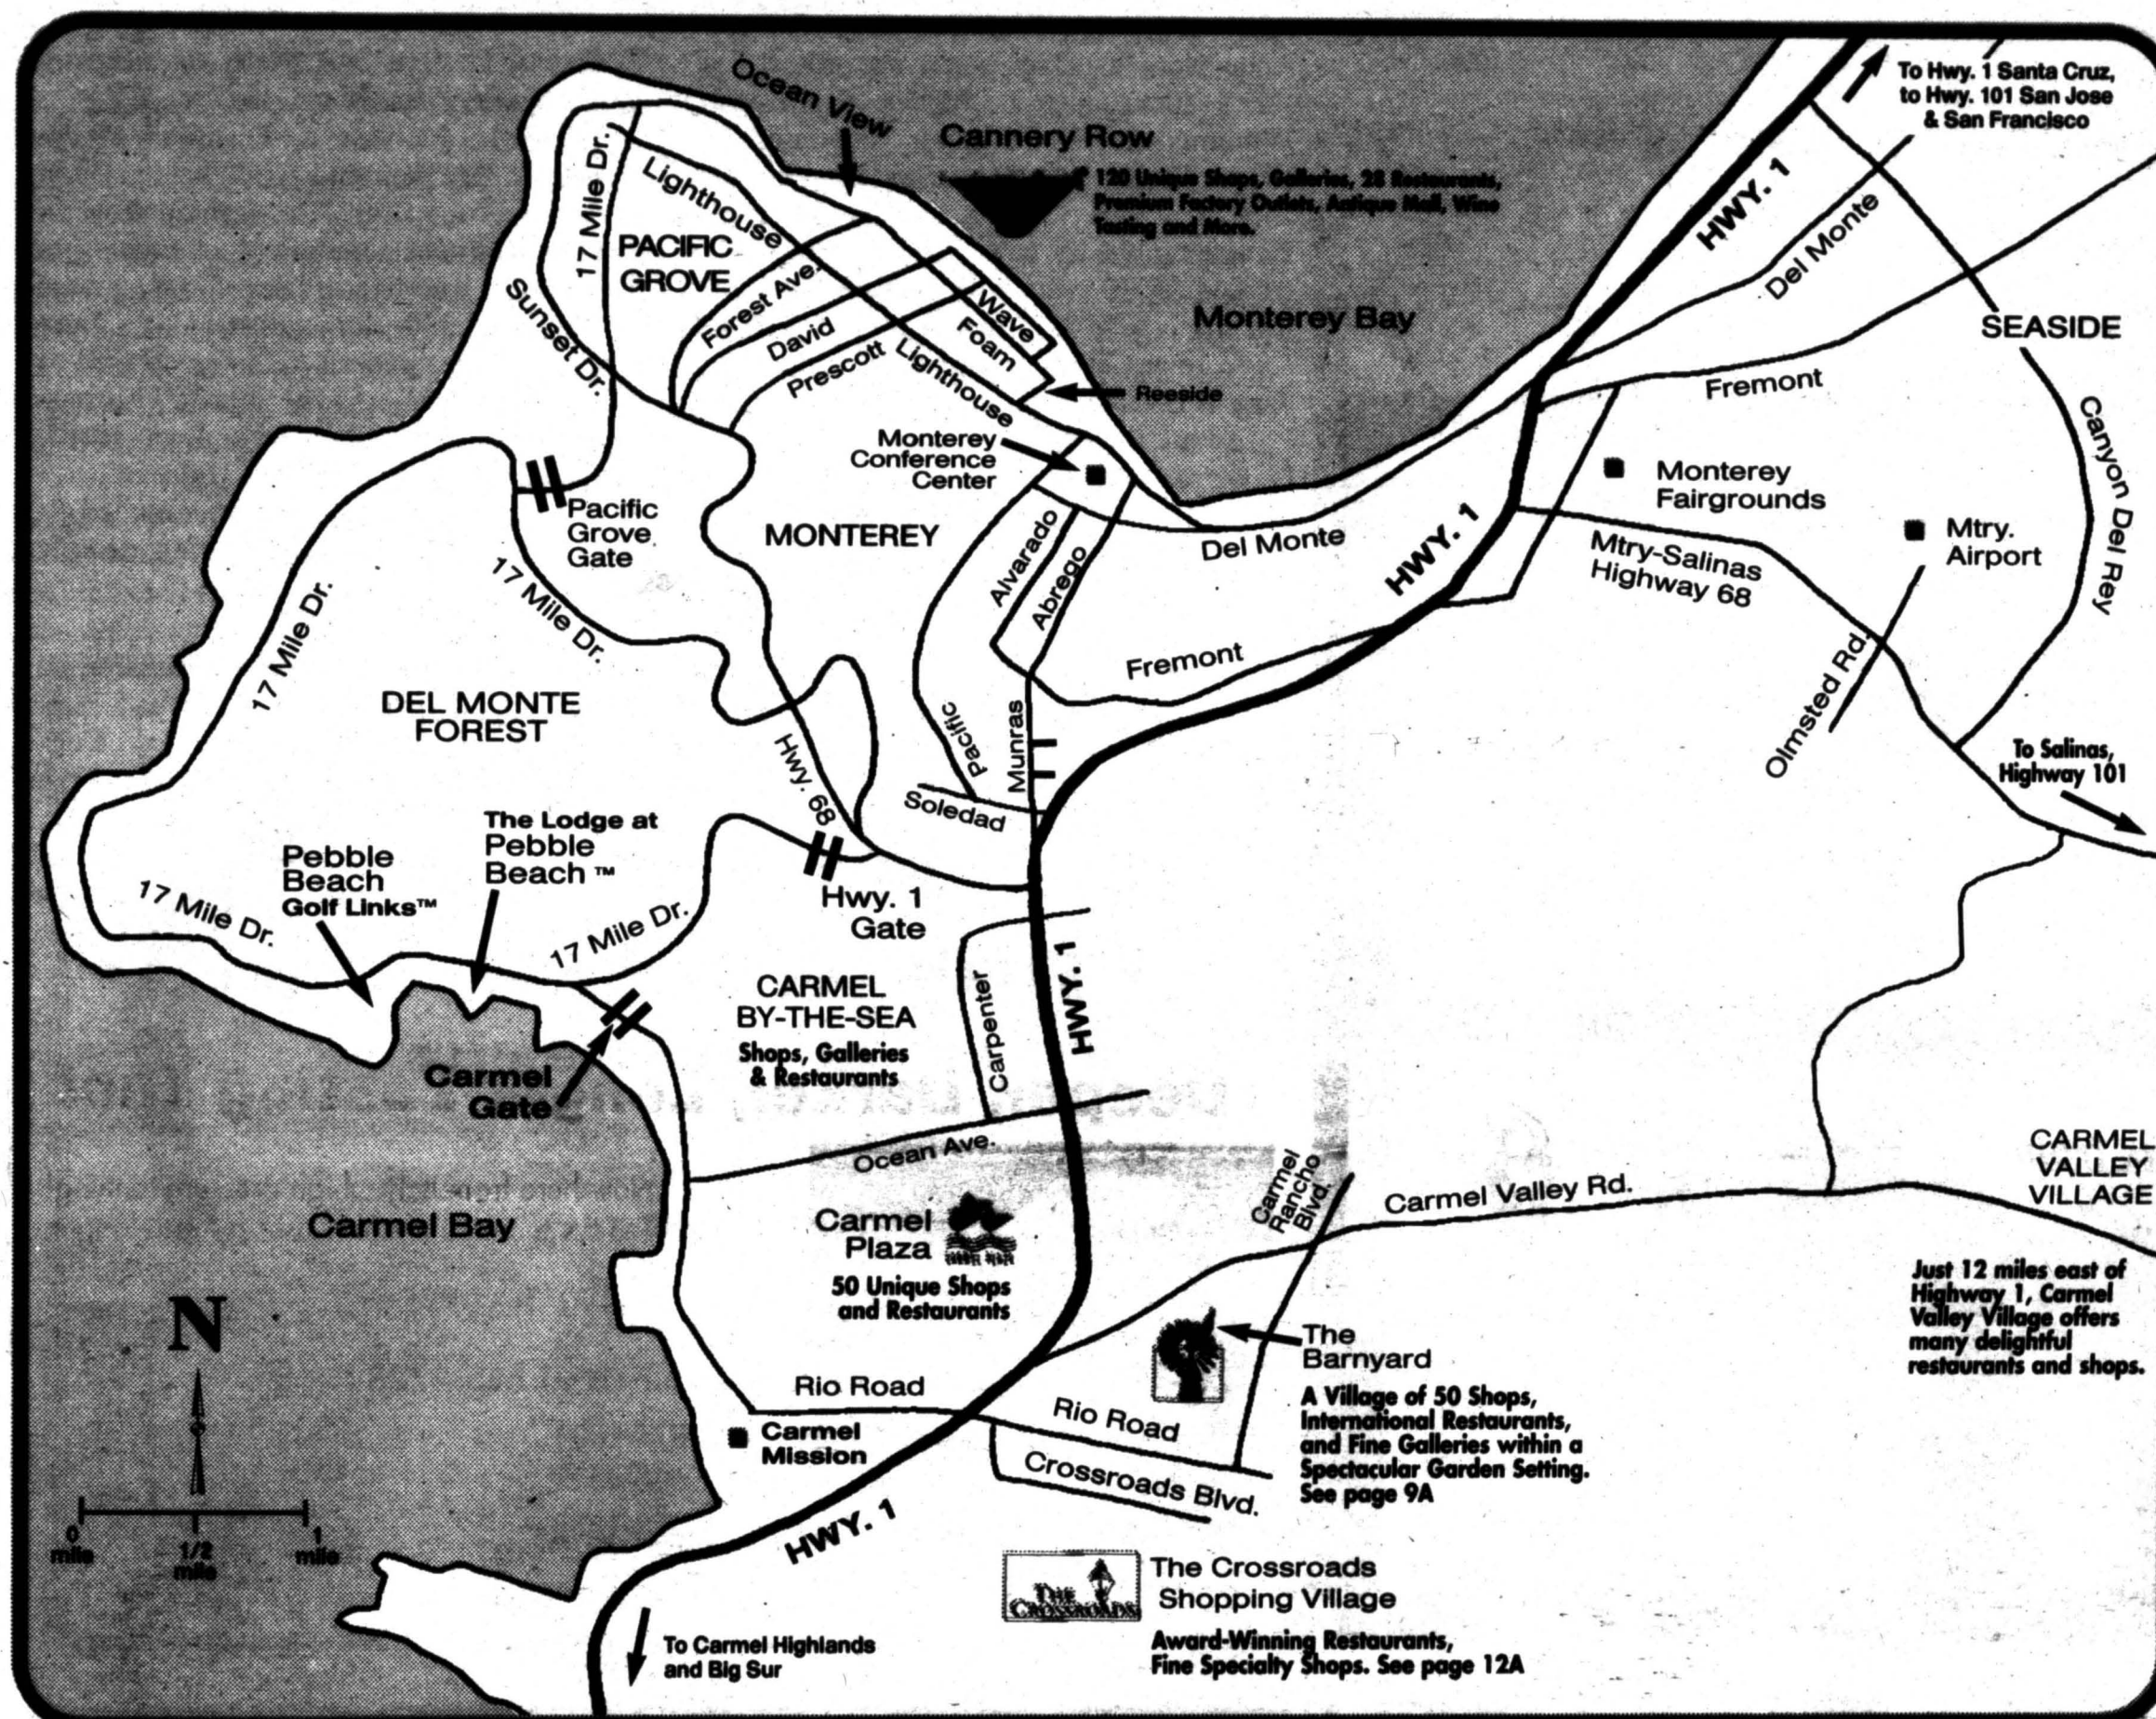 Ocean View
Cannery Row
120 Unique Shops, Galleries, 28 Restaurants,
Premium Factory Outlets, Antique Mall, Wine
Tasting and More.
To Hwy. 1 Santa Cruz,
to Hwy. 101 San Jose
& San Francisco
HWY. 1
Del Monte
17 Mile Dr.
Lighthouse
PACIFIC
GROVE
Forest Ave.
David
Prescott
Wave
Foam
Lighthouse
Reeside
Sunset Dr.
Monterey Bay
SEASIDE
Fremont
Canyon Del Rey
Monterey
Conference
Center
Monterey
Fairgrounds
Mtry.
Airport
Pacific
Grove
Gate
MONTEREY
Alvarado
Abrego
Del Monte
HWY. 1
Mtry-Salinas
Highway 68
17 Mile Dr.
17 Mile Dr.
Fremont
Olmsted Rd.
DEL MONTE
FOREST
Hwy. 68
Pacific
Munras
Soledad
To Salinas,
Highway 101
The Lodge at
Pebble
Beach ™
Pebble
Beach
Golf Links™
17 Mile Dr.
17 Mile Dr.
Hwy. 1
Gate
CARMEL
BY-THE-SEA
Shops, Galleries
& Restaurants
Carpenter
HWY. 1
Carmel
Gate
Ocean Ave.
Carmel Bay
Carmel
Plaza
50 Unique Shops
and Restaurants
Carmel
Rancho
Blvd.
Carmel Valley Rd.
CARMEL
VALLEY
VILLAGE
Just 12 miles east of
Highway 1, Carmel
Valley Village offers
many delightful
restaurants and shops.
N
The
Barnyard
A Village of 50 Shops,
International Restaurants,
and Fine Galleries within a
Spectacular Garden Setting.
See page 9A
Rio Road
Rio Road
Carmel
Mission
Crossroads Blvd.
0
mile
1/2
mile
1
mile
HWY. 1
THE
CROSSROADS
The Crossroads
Shopping Village
Award-Winning Restaurants,
Fine Specialty Shops. See page 12A
To Carmel Highlands
and Big Sur